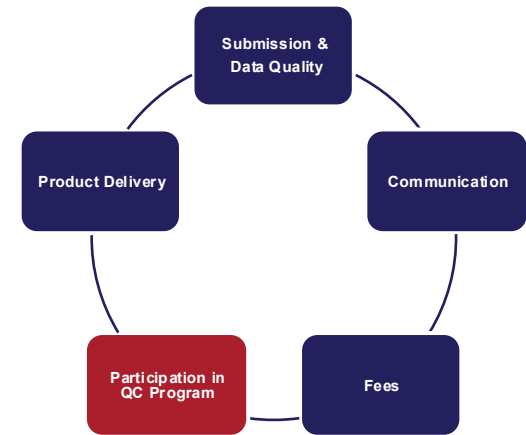 Submission &
Data Quality
Communication
Fees
Participation in
QC Program
Product Delivery